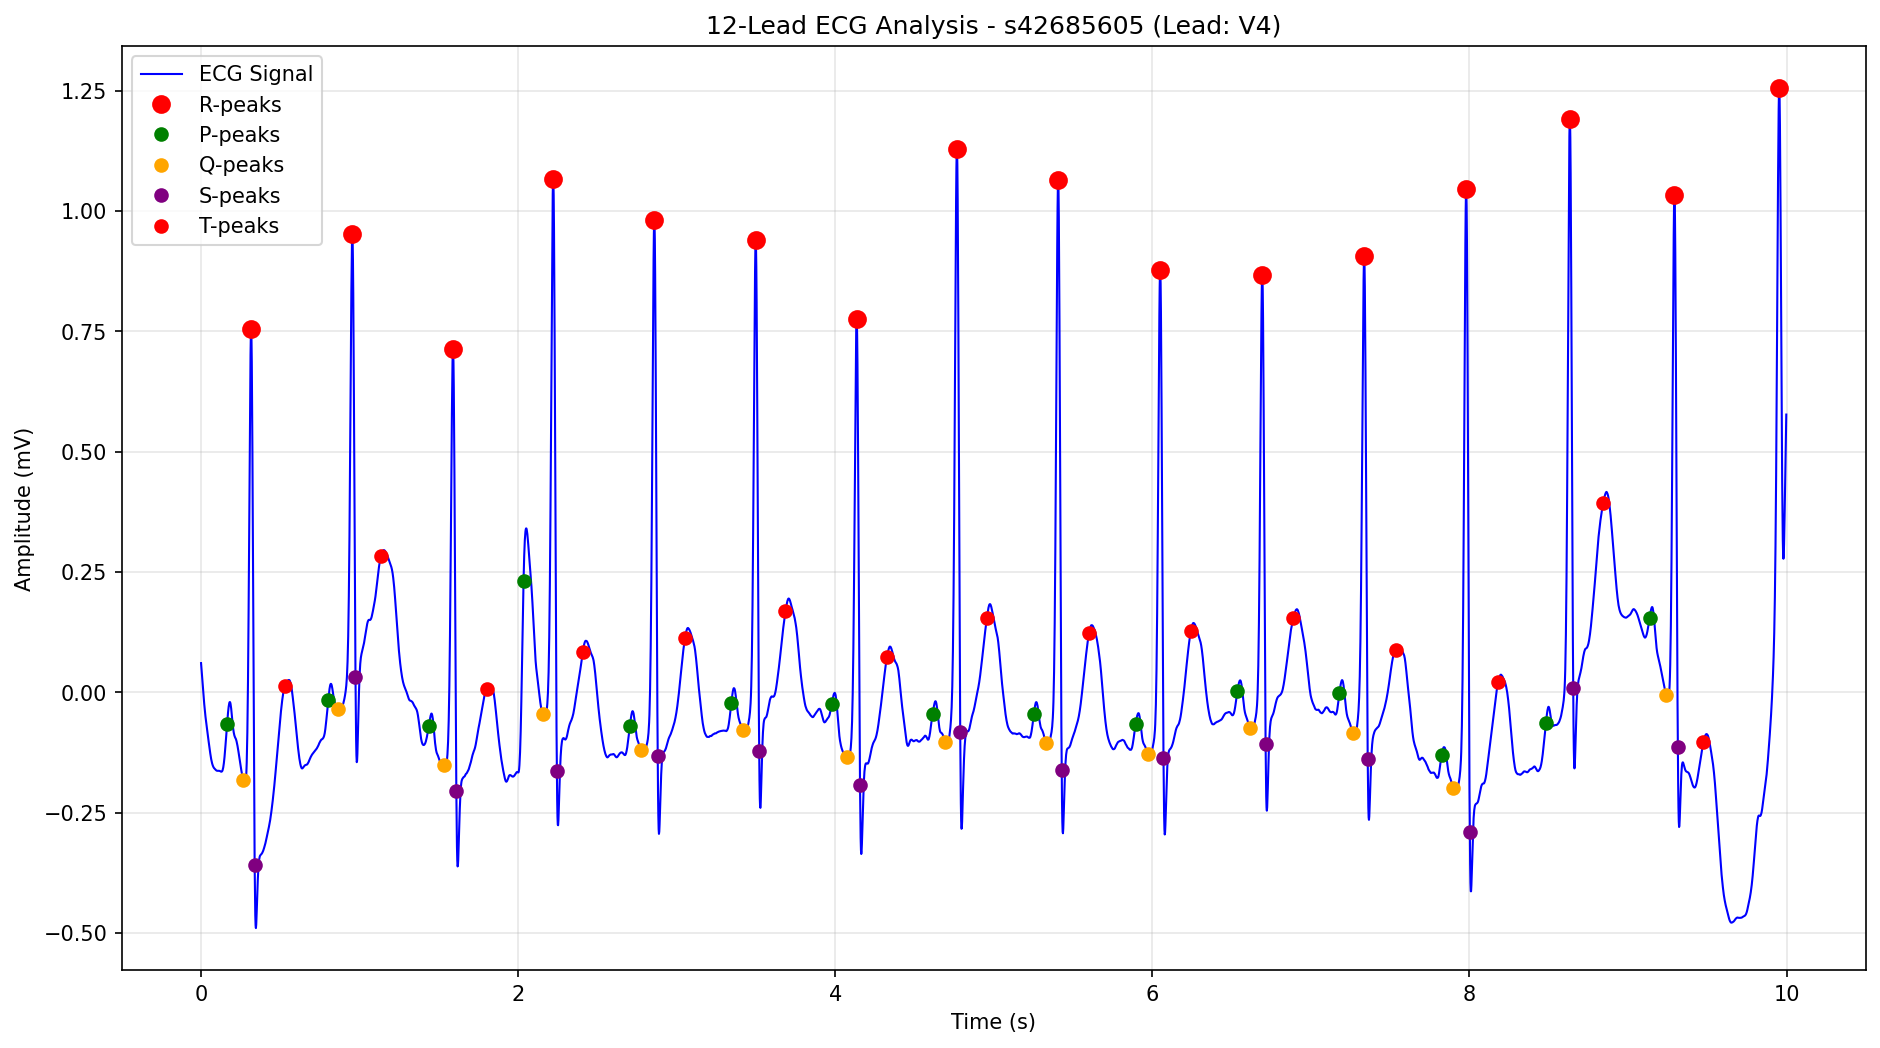 12-Lead ECG Analysis - s42685605 (Lead: V4)
ECG Signal
R-peaks
P-peaks
Q-peaks
S-peaks
T-peaks
Amplitude (mV)
1.25
1.00
0.75
0.50
0.25
0.00
−0.25
−0.50
0 2 4 6 8 10
Time (s)